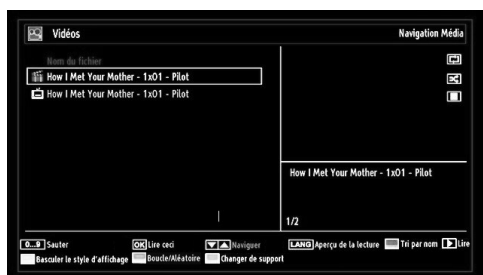 Vidéos Navigation Média
Nom du fichier
How I Met Your Mother - 1x01 - Pilot
How I Met Your Mother - 1x01 - Pilot
How I Met Your Mother - 1x01 - Pilot
1/2
0...9 Sauter OK Lire ceci Naviguer LANG Aperçu de la lecture Tri par nom Lire
Basculer le style d'affichage Boucle/Aléatoire Changer de support